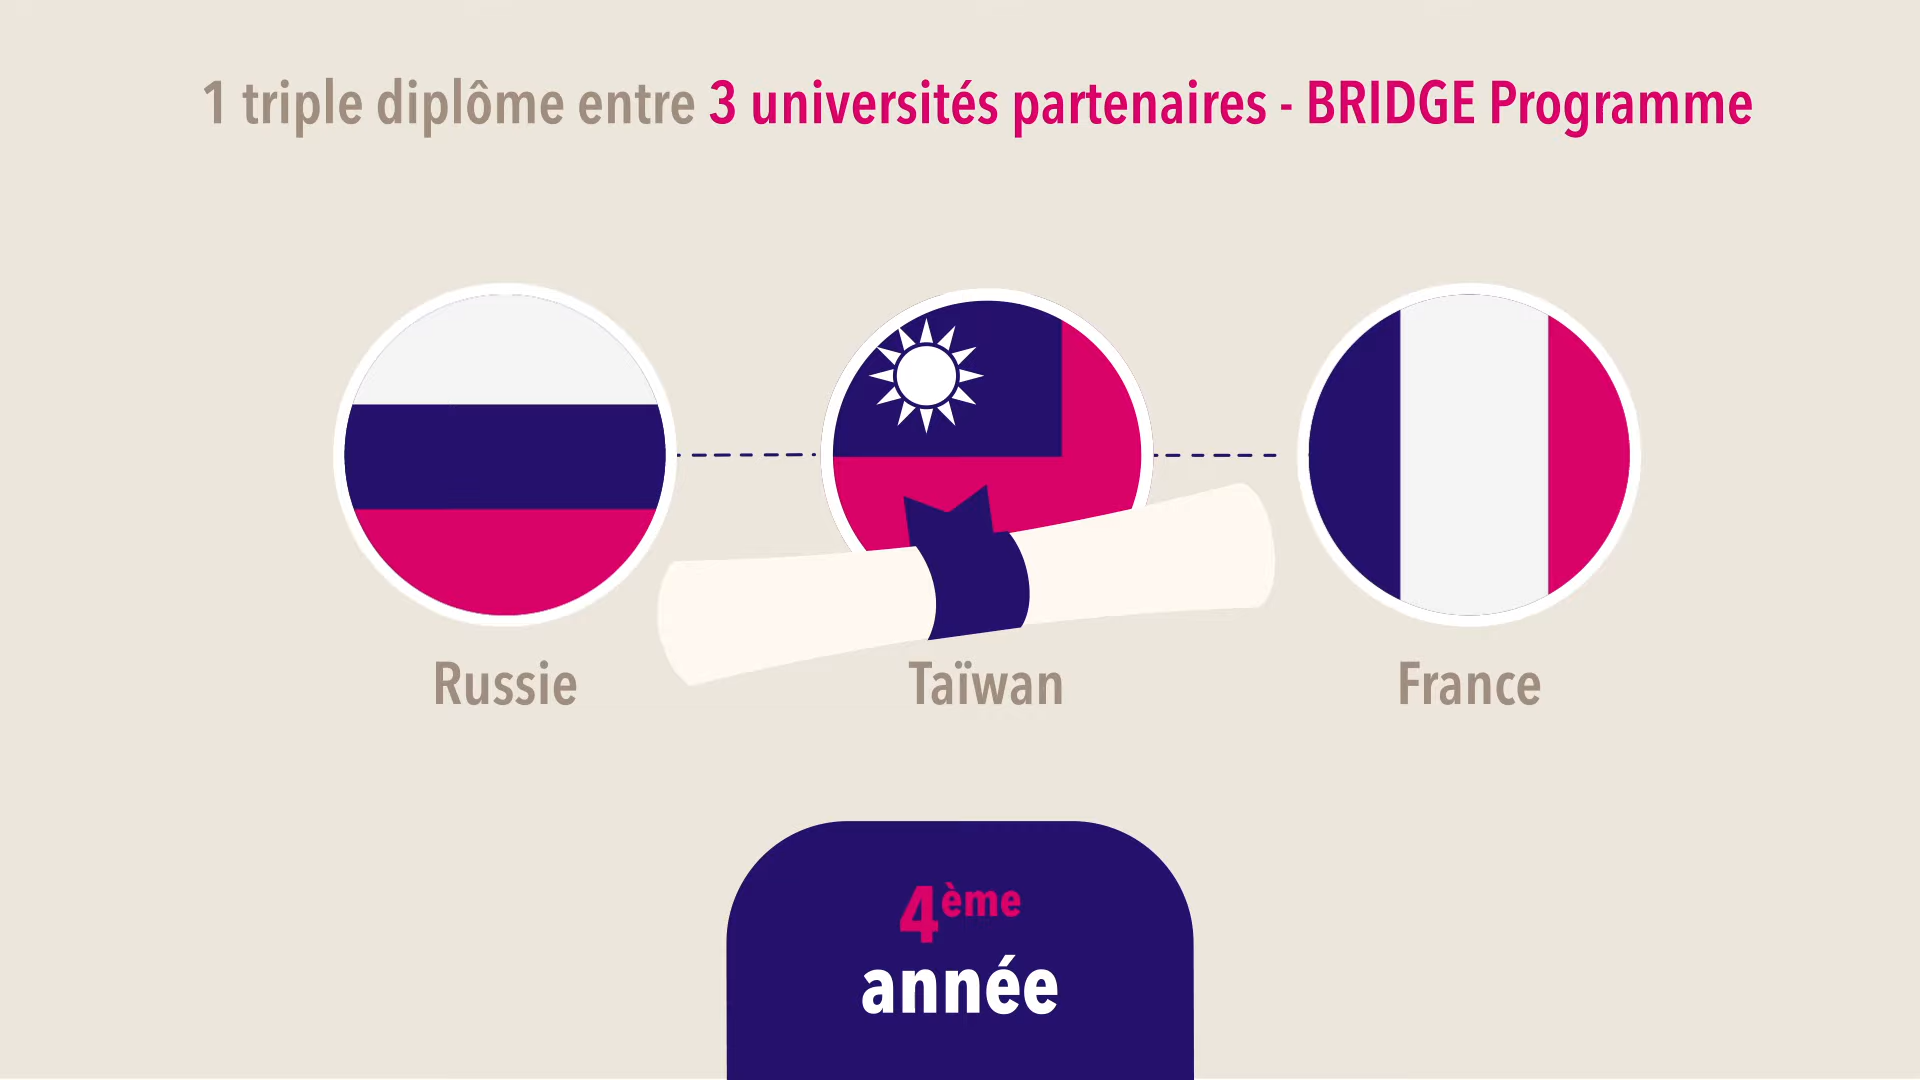 1 triple diplôme entre 3 universités partenaires - BRIDGE Programme
Russie
Taïwan
France
4ème
année